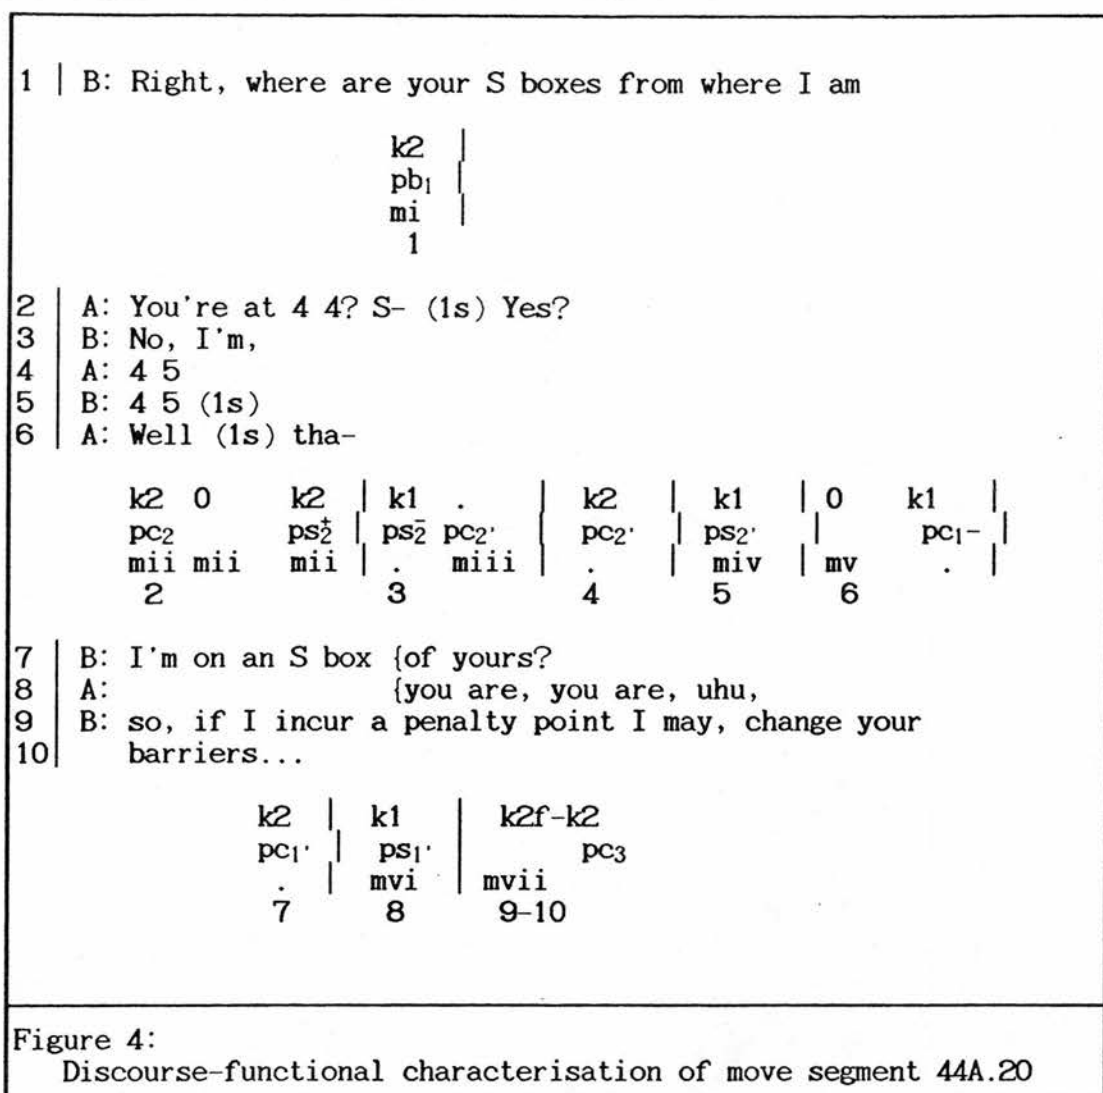 1 | B: Right, where are your S boxes from where I am
k2 |
pb₁ |
mi |
1
2 | A: You're at 4 4? S- (1s) Yes?
3 | B: No, I'm,
4 | A: 4 5
5 | B: 4 5 (1s)
6 | A: Well (1s) tha-
k2 0 k2 | k1 . | k2 | k1 | 0 k1 |
pc₂ ps₂⁺ | ps₂⁻ pc₂' | pc₂' | ps₂' | pc₁- |
mii mii mii | . miii | . | miv | mv . |
2 3 4 5 6
7 | B: I'm on an S box {of yours?
8 | A: {you are, you are, uhu,
9 | B: so, if I incur a penalty point I may, change your
10| barriers...
k2 | k1 | k2f-k2
pc₁' | ps₁' | pc₃
. | mvi | mvii
7 8 9-10
Figure 4:
Discourse-functional characterisation of move segment 44A.20